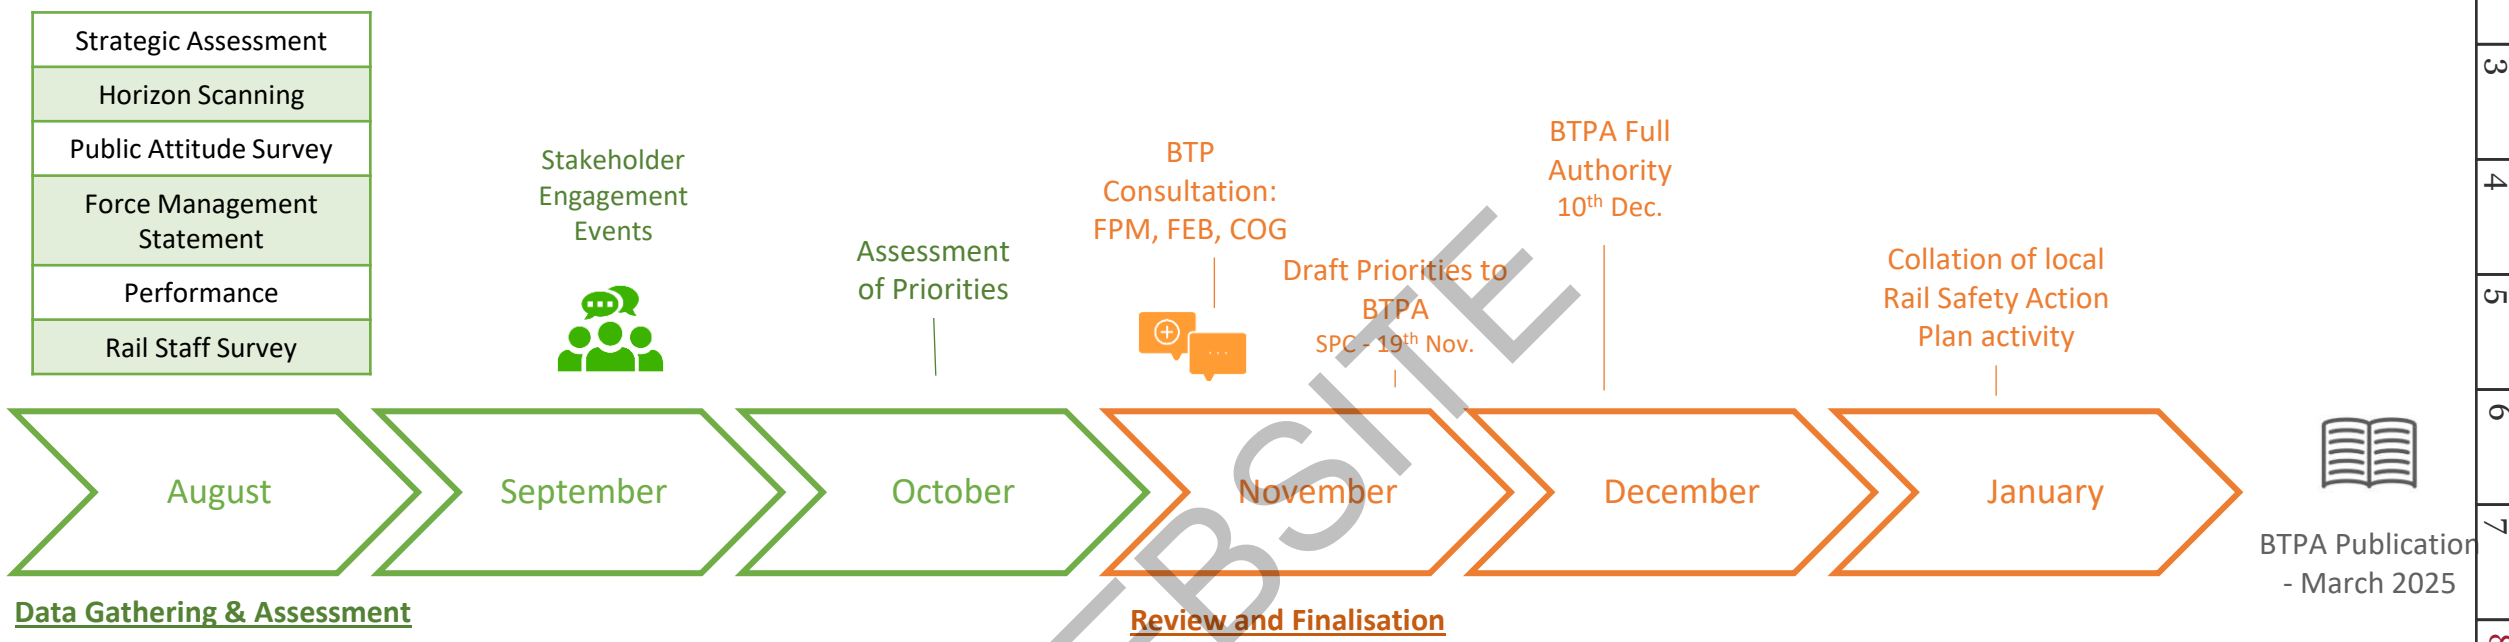 Strategic Assessment
Horizon Scanning
Public Attitude Survey
Force Management
Statement
Performance
Rail Staff Survey
Stakeholder
Engagement
Events
Assessment
of Priorities
BTP
Consultation:
FPM, FEB, COG
Draft Priorities to
BTPA
SPC - 19th Nov.
BTPA Full
Authority
10th Dec.
Collation of local
Rail Safety Action
Plan activity
August
September
October
November
December
January
BTPA Publication
- March 2025
Data Gathering & Assessment
Review and Finalisation
3
4
5
6
7
8